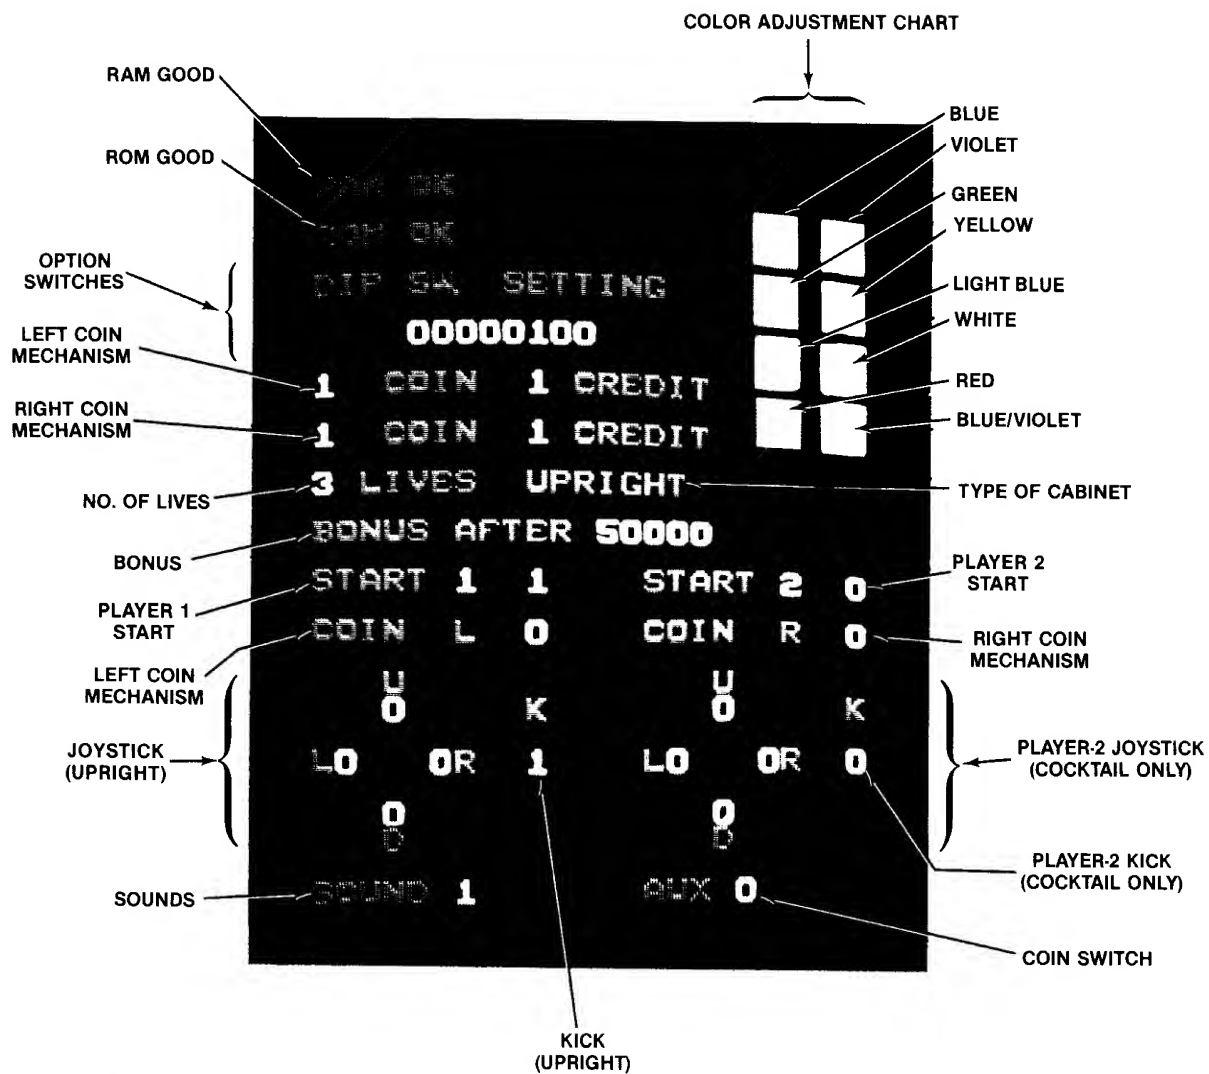 COLOR ADJUSTMENT CHART
RAM GOOD
ROM GOOD
OPTION
SWITCHES
LEFT COIN
MECHANISM
RIGHT COIN
MECHANISM
NO. OF LIVES
BONUS
PLAYER 1
START
LEFT COIN
MECHANISM
JOYSTICK
(UPRIGHT)
SOUNDS
RAM OK
ROM OK
DIP SW. SETTING
00000100
1 COIN 1 CREDIT
1 COIN 1 CREDIT
3 LIVES UPRIGHT
BONUS AFTER 50000
START 1 1 START 2 0
COIN L 0 COIN R 0
U U
0 K 0 K
L0 0R 1 L0 0R 0
0 0
D D
SOUND 1 AUX 0
BLUE
VIOLET
GREEN
YELLOW
LIGHT BLUE
WHITE
RED
BLUE/VIOLET
TYPE OF CABINET
PLAYER 2
START
RIGHT COIN
MECHANISM
PLAYER-2 JOYSTICK
(COCKTAIL ONLY)
PLAYER-2 KICK
(COCKTAIL ONLY)
COIN SWITCH
KICK
(UPRIGHT)